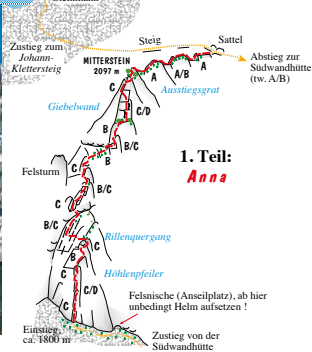 Steig
Sattel
Zustieg zum
Johann-
Klettersteig
MITTERSTEIN
2097 m
Abstieg zur
Südwandhütte
(tw. A/B)
A
A/B
A
Ausstiegsgrat
C
Giebelwand
C/D
B
B/C
1. Teil:
Anna
B
Felsturm
C
B/C
C
B/C
Rillenquergang
C
B
Höhlenpfeiler
C
C/D
Felsnische (Anseilplatz), ab hier
unbedingt Helm aufsetzen !
C
Einstieg,
ca. 1800 m
Zustieg von der
Südwandhütte